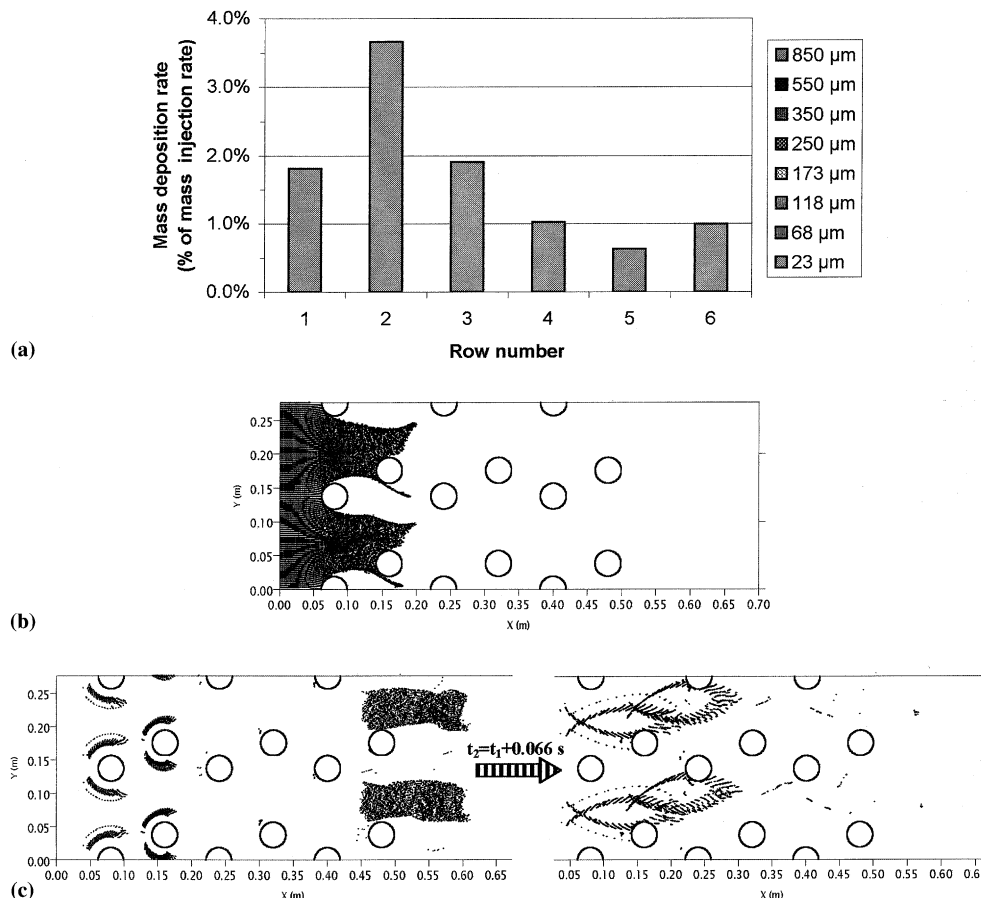 4.0%
3.0%
2.0%
1.0%
0.0%
Mass deposition rate
(% of mass injection rate)
1 2 3 4 5 6
Row number
850 µm
550 µm
350 µm
250 µm
173 µm
118 µm
68 µm
23 µm
(a)
0.25
0.20
0.15
0.10
0.05
0.00
Y (m)
0.00 0.05 0.10 0.15 0.20 0.25 0.30 0.35 0.40 0.45 0.50 0.55 0.60 0.65 0.70
X (m)
(b)
0.25
0.20
0.15
0.10
0.05
0.00
Y (m)
0.00 0.05 0.10 0.15 0.20 0.25 0.30 0.35 0.40 0.45 0.50 0.55 0.60 0.65
X (m)
t₂=t₁+0.066 s
0.05 0.10 0.15 0.20 0.25 0.30 0.35 0.40 0.45 0.50 0.55 0.60 0.65
X (m)
(c)